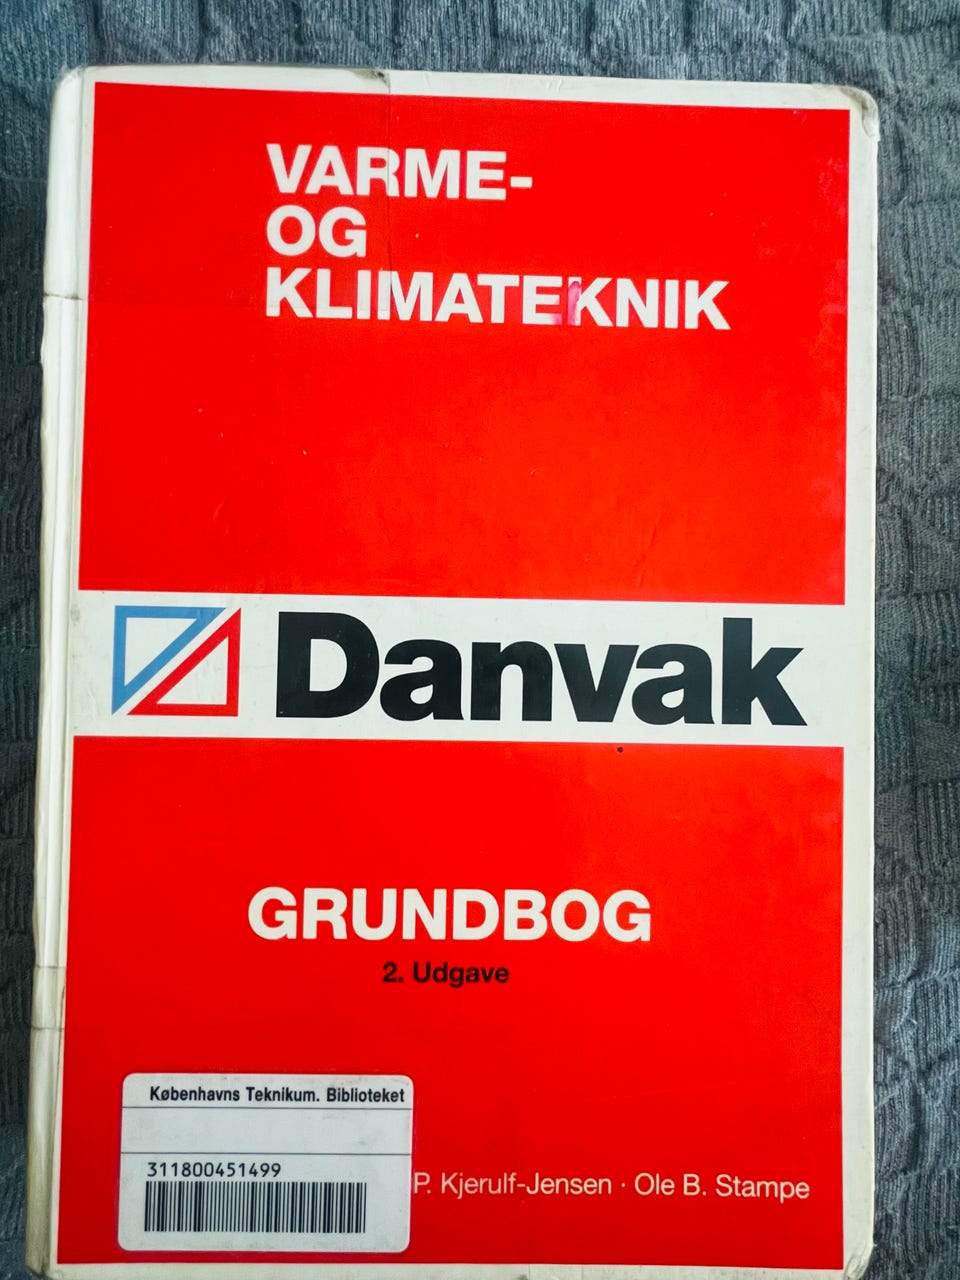 VARME-
OG
KLIMATEKNIK
Danvak
GRUNDBOG
2. Udgave
Københavns Teknikum. Biblioteket
311800451499
P. Kjerulf-Jensen · Ole B. Stampe